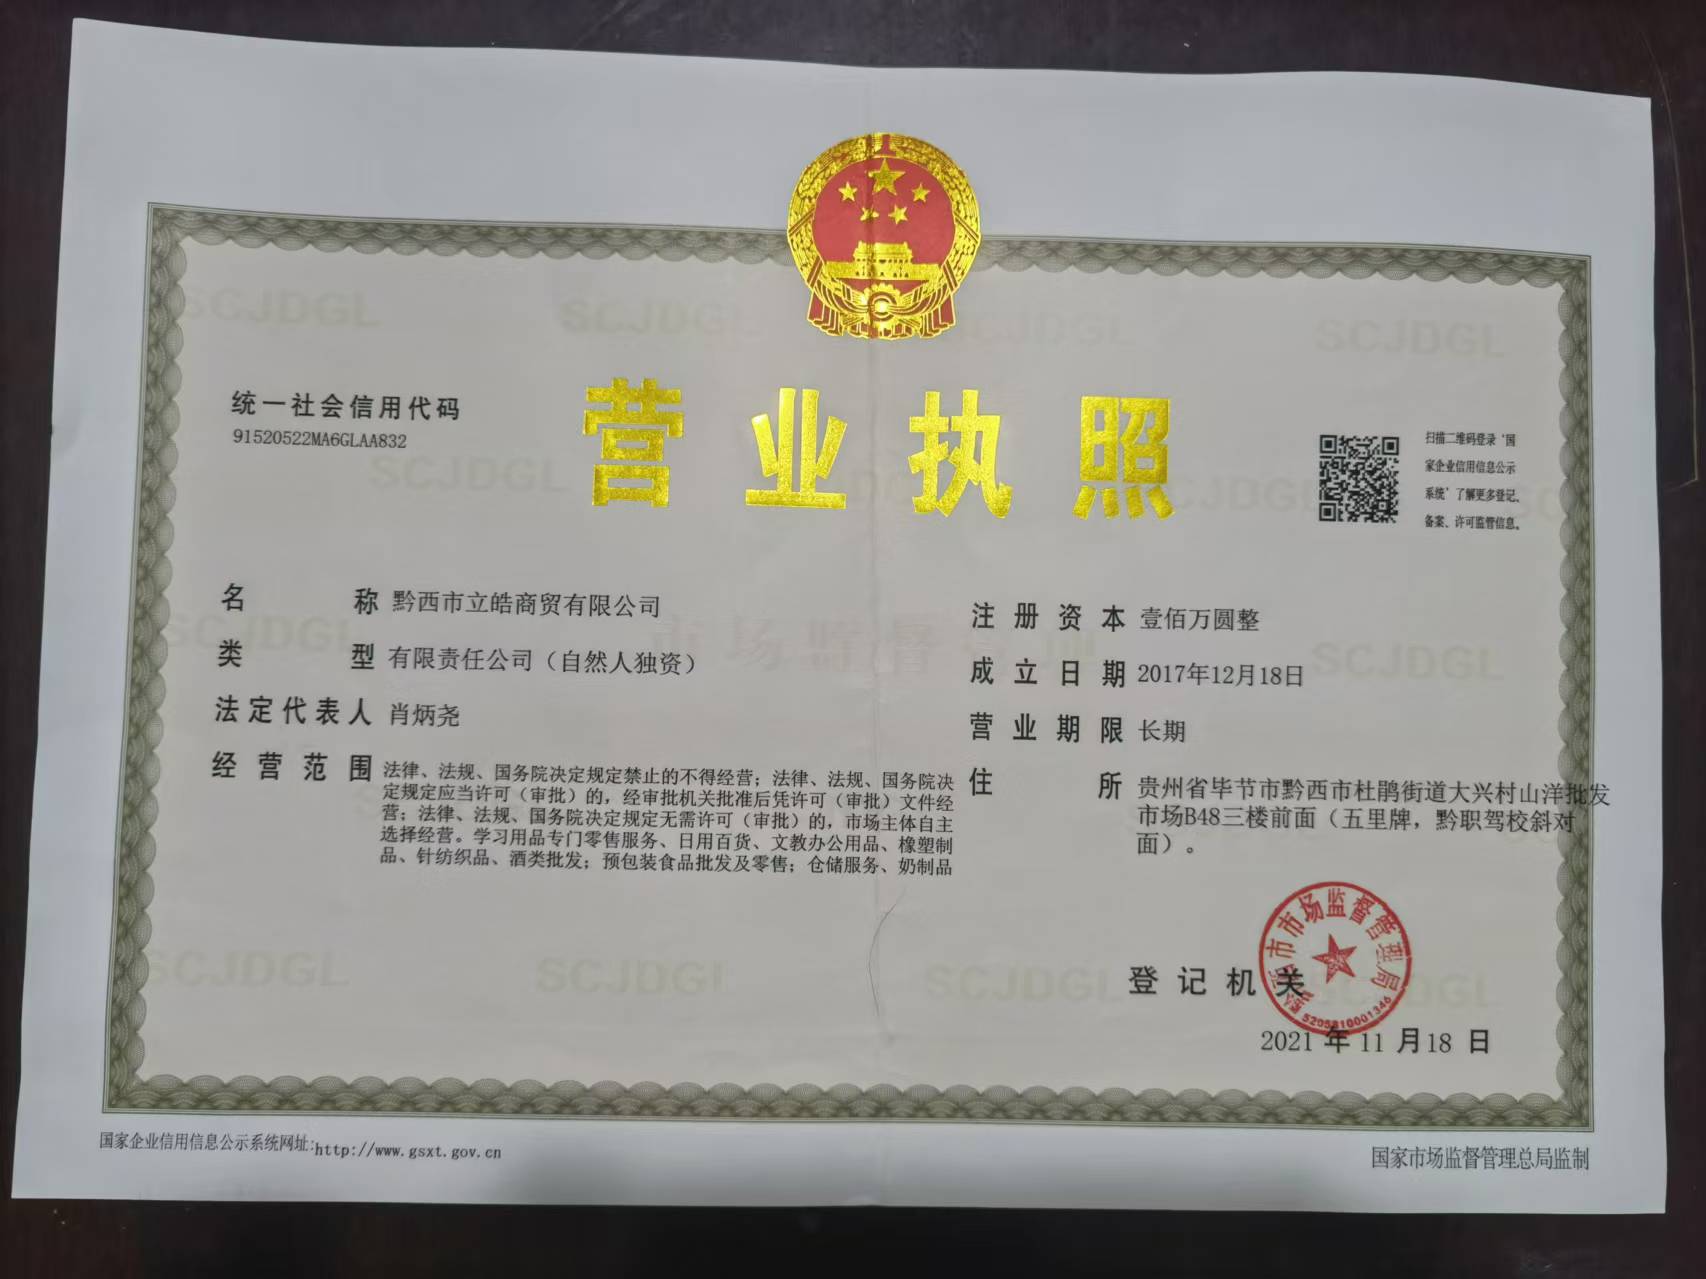 统一社会信用代码
91520522MA6GLAA832
营业执照
扫描二维码登录‘国
家企业信用信息公示
系统’了解更多登记、
备案、许可监管信息。
名称 黔西市立皓商贸有限公司
类型 有限责任公司（自然人独资）
法定代表人 肖炳尧
经营范围 法律、法规、国务院决定规定禁止的不得经营；法律、法规、国务院决
定规定应当许可（审批）的，经审批机关批准后凭许可（审批）文件经
营；法律、法规、国务院决定规定无需许可（审批）的，市场主体自主
选择经营。学习用品专门零售服务、日用百货、文教办公用品、橡塑制
品、针纺织品、酒类批发；预包装食品批发及零售；仓储服务、奶制品
注册资本 壹佰万圆整
成立日期 2017年12月18日
营业期限 长期
住所 贵州省毕节市黔西市杜鹃街道大兴村山洋批发
市场B48三楼前面（五里牌，黔职驾校斜对
面）。
登记机关
黔西市市场监督管理局
2021 年 11 月 18 日
国家企业信用信息公示系统网址:http://www.gsxt.gov.cn
国家市场监督管理总局监制
SCJDGL